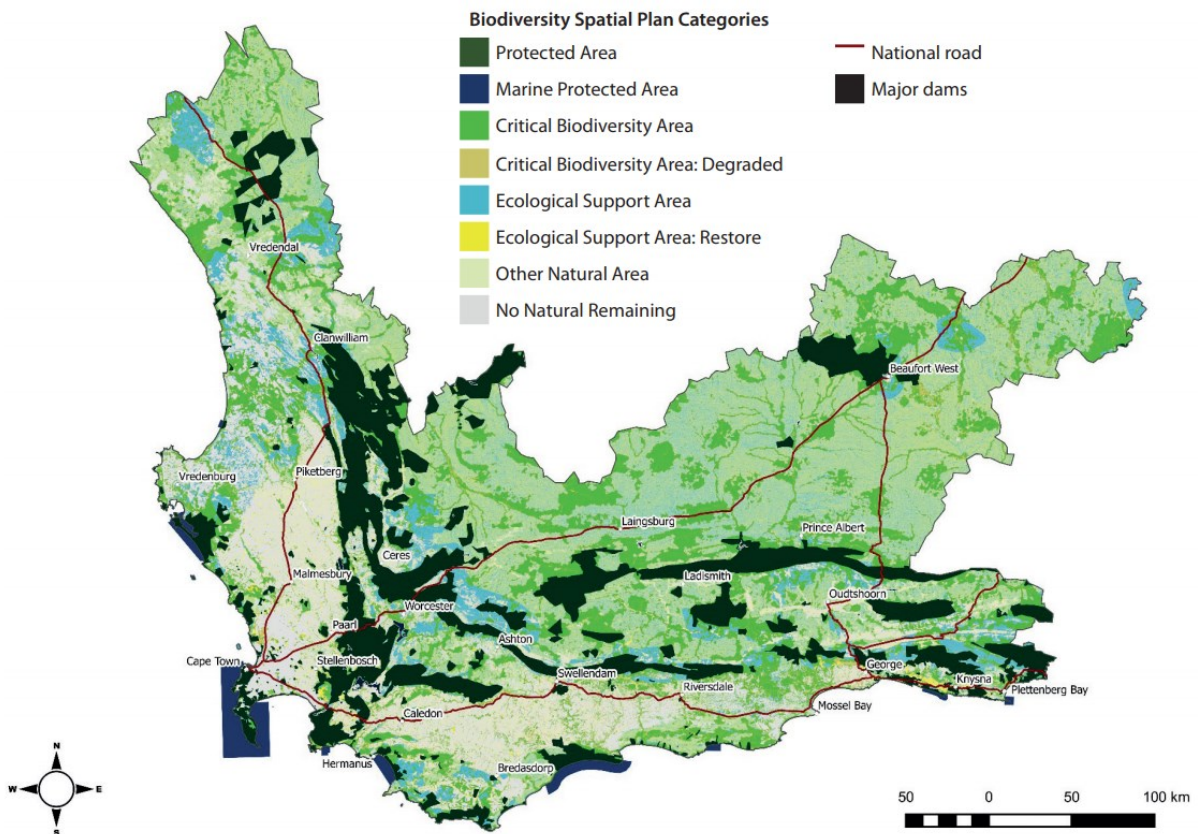 Biodiversity Spatial Plan Categories
Protected Area
Marine Protected Area
Critical Biodiversity Area
Critical Biodiversity Area: Degraded
Ecological Support Area
Ecological Support Area: Restore
Other Natural Area
No Natural Remaining
National road
Major dams
Vredendal
Clanwilliam
Beaufort West
Vredenburg
Piketberg
Laingsburg
Prince Albert
Ceres
Malmesbury
Ladismith
Oudtshoorn
Worcester
Paarl
Ashton
Cape Town
Stellenbosch
Swellendam
George
Knysna
Riversdale
Plettenberg Bay
Caledon
Mossel Bay
Hermanus
Bredasdorp
N
W E
S
50 0 50 100 km